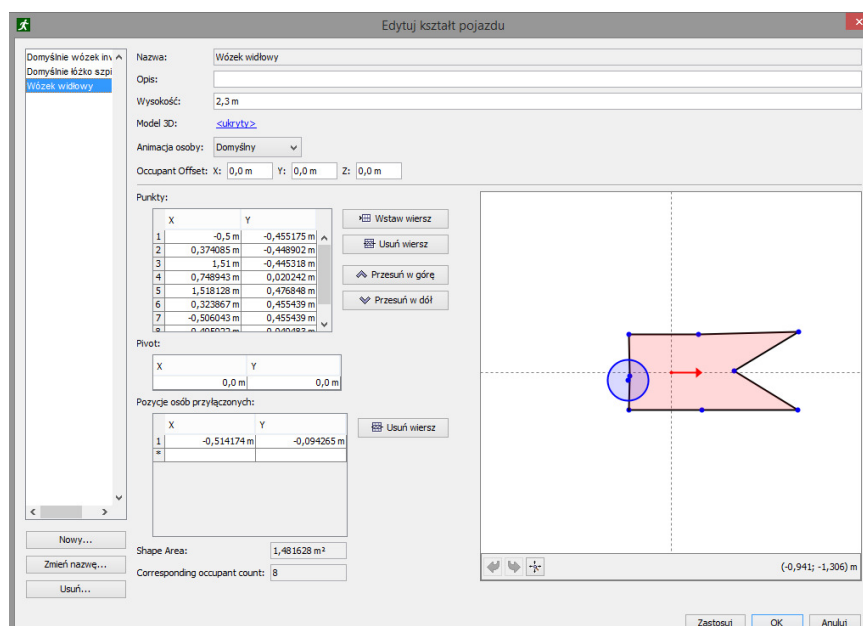 Edytuj kształt pojazdu
Domyślnie wózek inv
Domyślnie łóżko szpi
Wózek widłowy
Nazwa: Wózek widłowy
Opis:
Wysokość: 2,3 m
Model 3D: <ukryty>
Animacja osoby: Domyślny
Occupant Offset: X: 0,0 m Y: 0,0 m Z: 0,0 m
Punkty:
X Y
1 -0,5 m -0,455175 m
2 0,374085 m -0,448902 m
3 1,51 m -0,445318 m
4 0,748943 m 0,020242 m
5 1,518128 m 0,476848 m
6 0,323867 m 0,455439 m
7 -0,506043 m 0,455439 m
Wstaw wiersz
Usuń wiersz
Przesuń w górę
Przesuń w dół
Pivot:
X Y
0,0 m 0,0 m
Pozycje osób przyłączonych:
X Y
1 -0,514174 m -0,094265 m
*
Usuń wiersz
Shape Area: 1,481628 m²
Corresponding occupant count: 8
Nowy...
Zmień nazwę...
Usuń...
(-0,941; -1,306) m
Zastosuj OK Anuluj